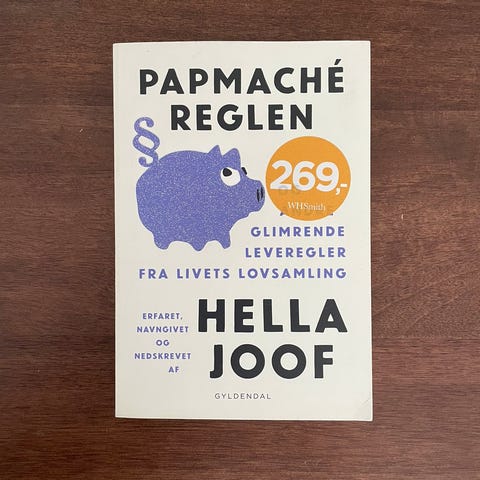 PAPMACHÉ
REGLEN
§
269,-
WHSmith
GLIMRENDE
LEVEREGLER
FRA LIVETS LOVSAMLING
ERFARET,
NAVNGIVET
OG
NEDSKREVET
AF
HELLA
JOOF
GYLDENDAL